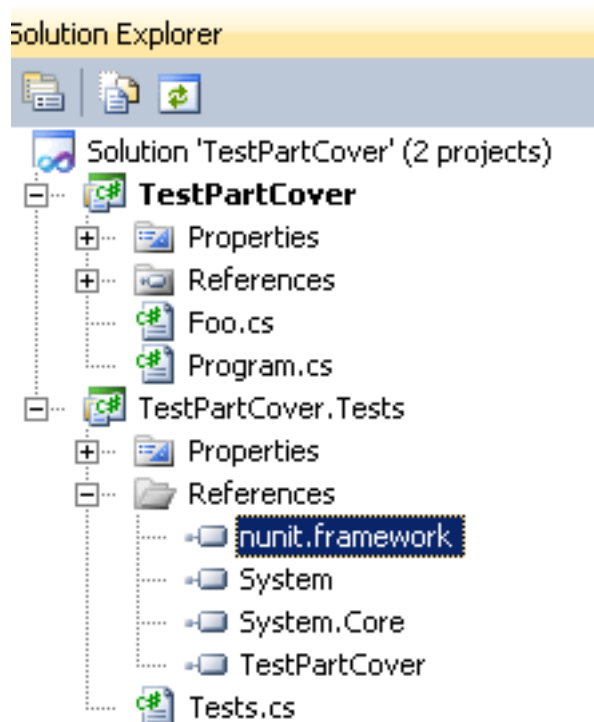 Solution Explorer
Solution 'TestPartCover' (2 projects)
TestPartCover
Properties
References
Foo.cs
Program.cs
TestPartCover.Tests
Properties
References
nunit.framework
System
System.Core
TestPartCover
Tests.cs